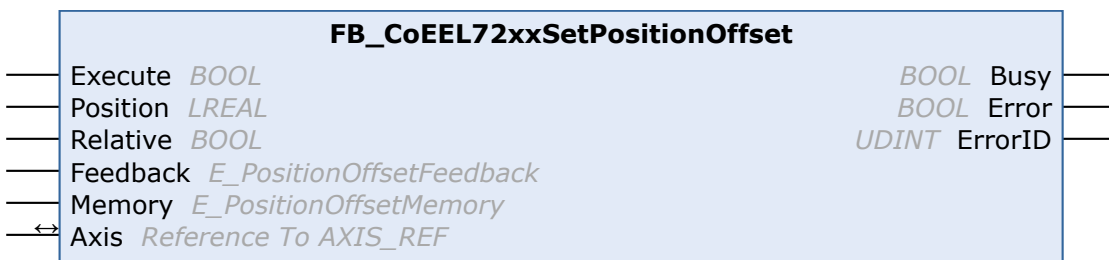 FB_CoEEL72xxSetPositionOffset
Execute BOOL BOOL Busy
Position LREAL BOOL Error
Relative BOOL UDINT ErrorID
Feedback E_PositionOffsetFeedback
Memory E_PositionOffsetMemory
↔ Axis Reference To AXIS_REF